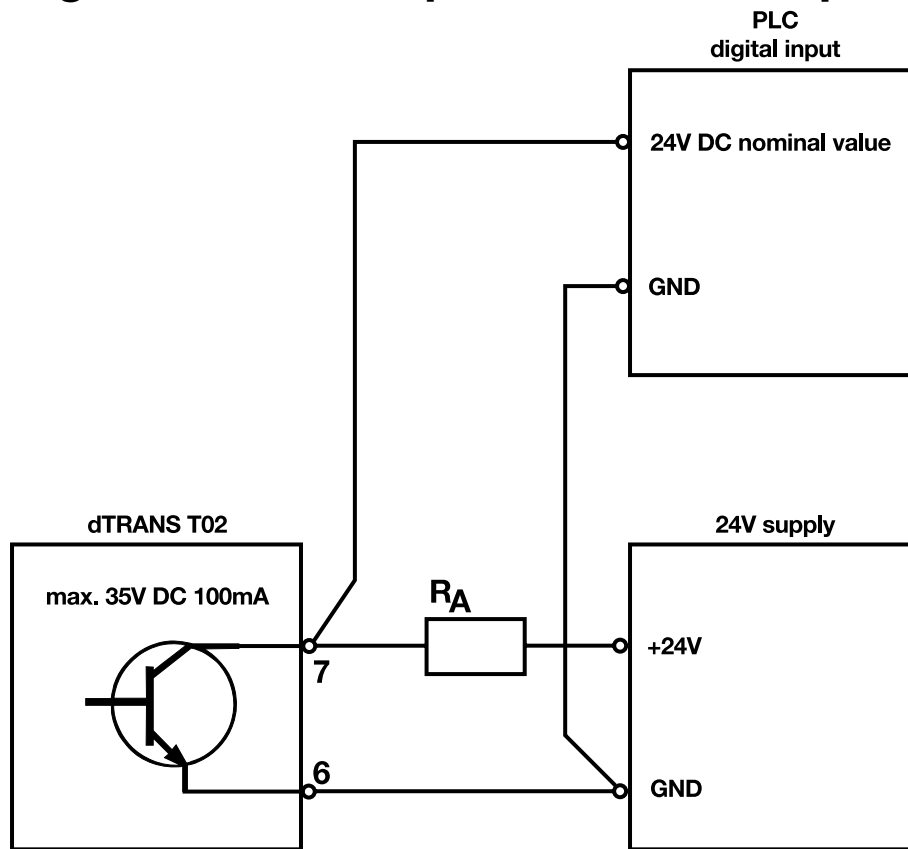 PLC
digital input
24V DC nominal value
GND
dTRANS T02
24V supply
max. 35V DC 100mA
RA
+24V
7
6
GND